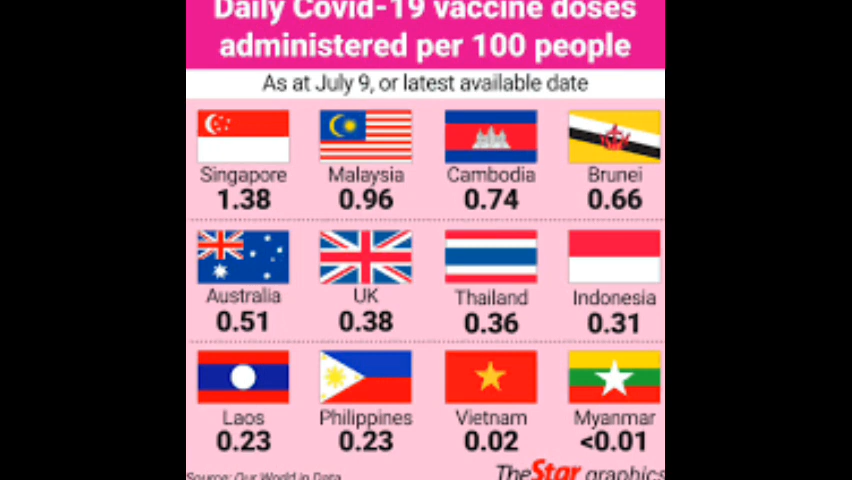 Daily Covid-19 vaccine doses
administered per 100 people
As at July 9, or latest available date
Singapore Malaysia Cambodia Brunei
1.38 0.96 0.74 0.66
Australia UK Thailand Indonesia
0.51 0.38 0.36 0.31
Laos Philippines Vietnam Myanmar
0.23 0.23 0.02 <0.01
Source: Our World in Data TheStar graphics